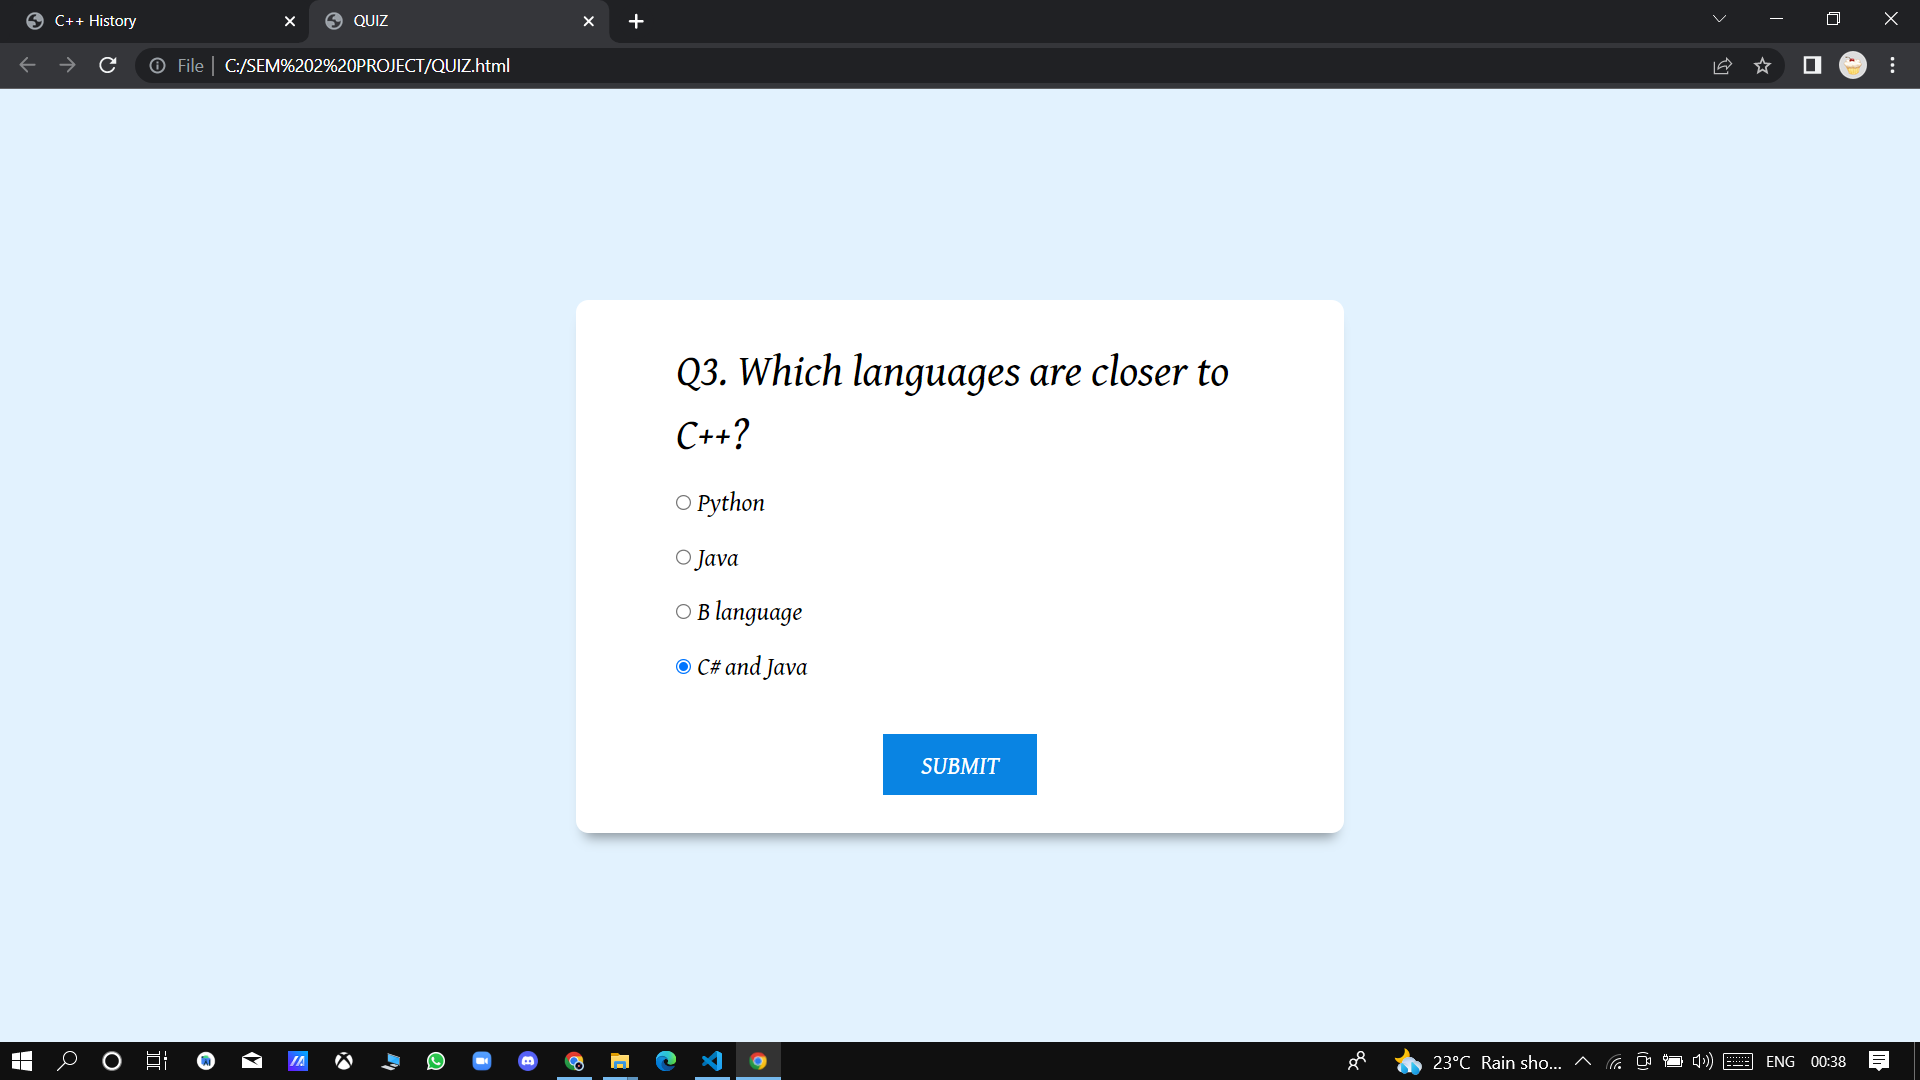 C++ History
QUIZ
File | C:/SEM%202%20PROJECT/QUIZ.html
Q3. Which languages are closer to
C++?
Python
Java
B language
C# and Java
SUBMIT
23°C Rain sho... ENG 00:38